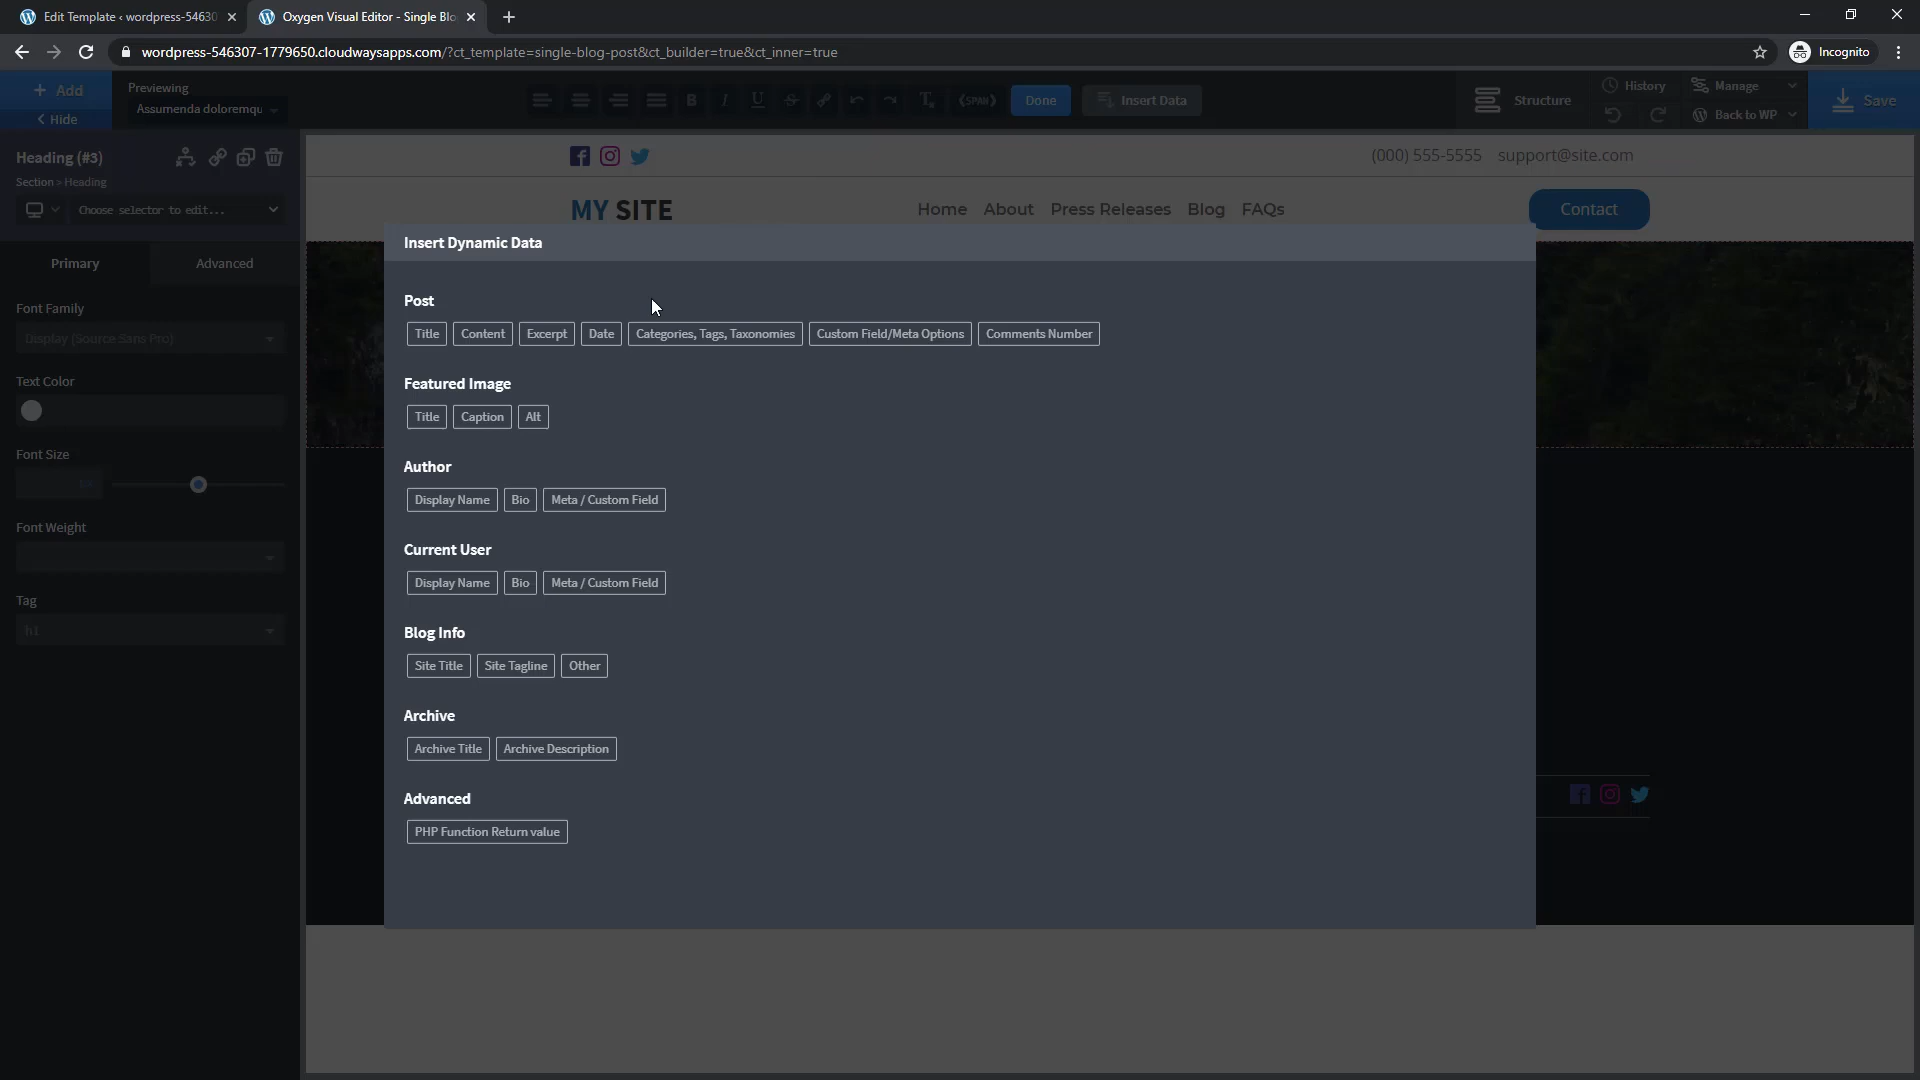 Edit Template ‹ wordpress-54630
Oxygen Visual Editor - Single Blo
wordpress-546307-1779650.cloudwaysapps.com/?ct_template=single-blog-post&ct_builder=true&ct_inner=true
Incognito
+ Add
< Hide
Previewing
Assumenda doloremqu
B I U S <SPAN>
Done
Insert Data
Structure
History
Manage
Back to WP
Save
Heading (#3)
Section > Heading
Choose selector to edit...
Primary
Advanced
Font Family
Display (Source Sans Pro)
Text Color
Font Size
Font Weight
Tag
h1
(000) 555-5555 support@site.com
MY SITE
Home About Press Releases Blog FAQs
Contact
Insert Dynamic Data
Post
Title Content Excerpt Date Categories, Tags, Taxonomies Custom Field/Meta Options Comments Number
Featured Image
Title Caption Alt
Author
Display Name Bio Meta / Custom Field
Current User
Display Name Bio Meta / Custom Field
Blog Info
Site Title Site Tagline Other
Archive
Archive Title Archive Description
Advanced
PHP Function Return value